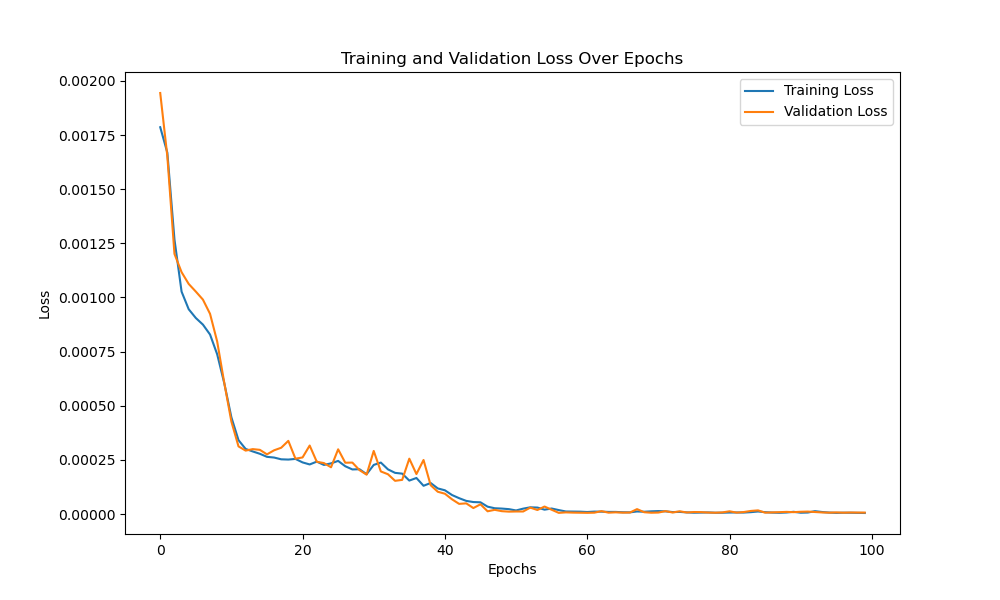 Training and Validation Loss Over Epochs
Training Loss
Validation Loss
0.00200
0.00175
0.00150
0.00125
0.00100
0.00075
0.00050
0.00025
0.00000
Loss
0 20 40 60 80 100
Epochs